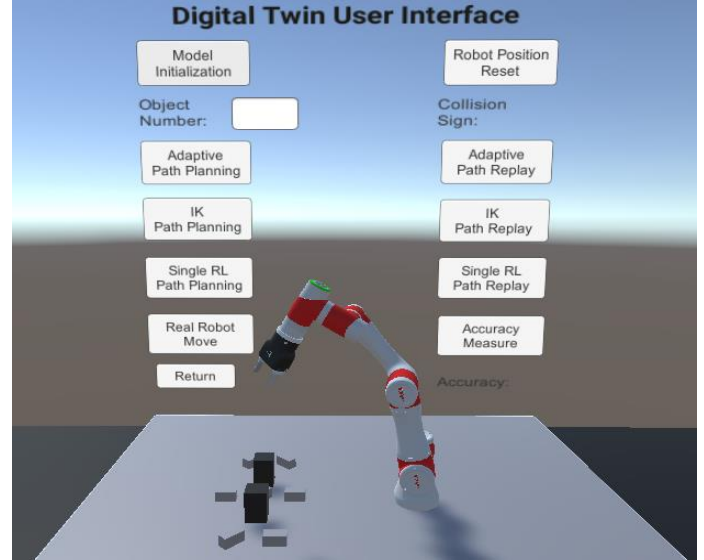 Digital Twin User Interface
Model
Initialization
Robot Position
Reset
Object
Number:
Collision
Sign:
Adaptive
Path Planning
Adaptive
Path Replay
IK
Path Planning
IK
Path Replay
Single RL
Path Planning
Single RL
Path Replay
Real Robot
Move
Accuracy
Measure
Return
Accuracy: